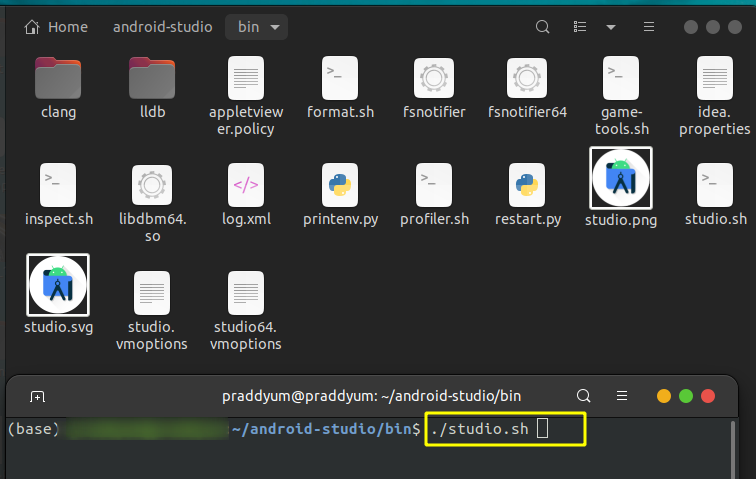 Home android-studio bin
clang lldb appletviewer.policy format.sh fsnotifier fsnotifier64 game-tools.sh idea.properties
inspect.sh libdbm64.so log.xml printenv.py profiler.sh restart.py studio.png studio.sh
studio.svg studio.vmoptions studio64.vmoptions
praddyum@praddyum: ~/android-studio/bin
(base) ~/android-studio/bin$ ./studio.sh